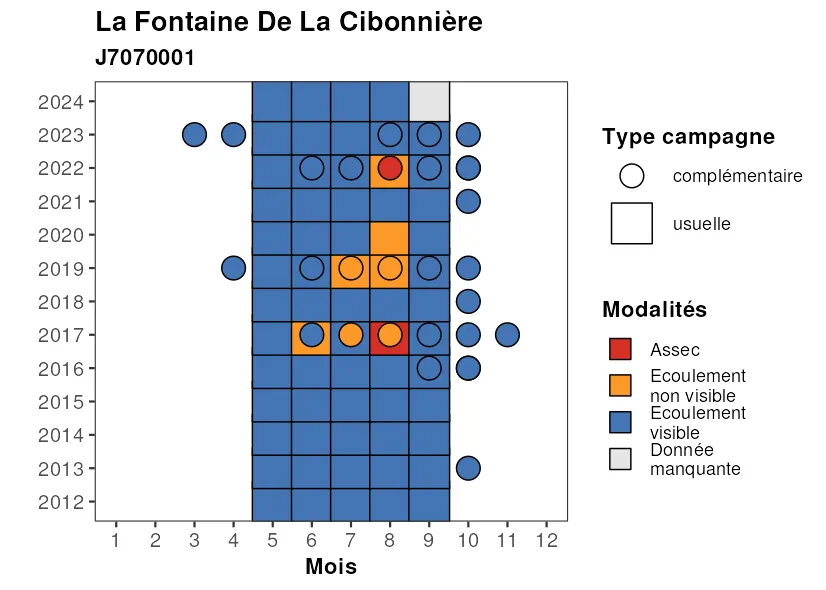 La Fontaine De La Cibonnière
J7070001
2024
2023
2022
2021
2020
2019
2018
2017
2016
2015
2014
2013
2012
1 2 3 4 5 6 7 8 9 10 11 12
Mois
Type campagne
complémentaire
usuelle
Modalités
Assec
Ecoulement
non visible
Ecoulement
visible
Donnée
manquante